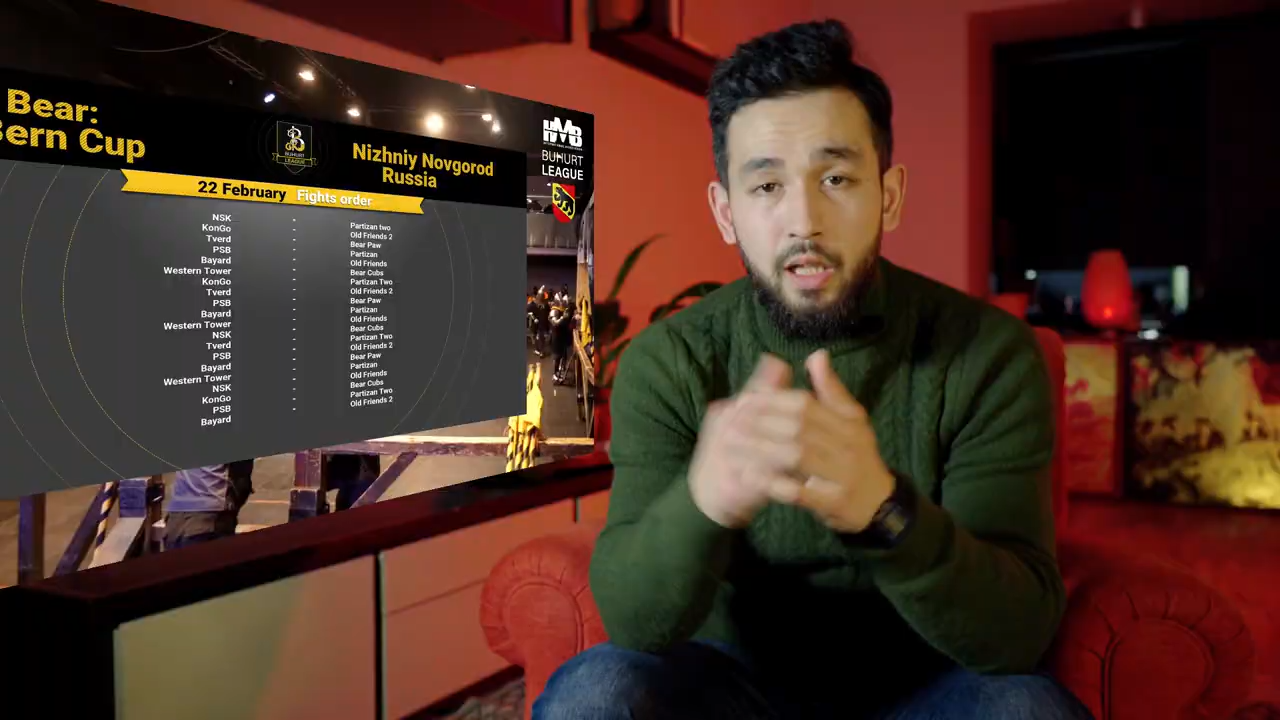 Bear:
Bern Cup
BUHURT
LEAGUE
Nizhniy Novgorod
Russia
HMB
BUHURT
LEAGUE
22 February Fights order
NSK - Partizan two
KonGo - Old Friends 2
Tverd - Bear Paw
PSB - Partizan
Bayard - Old Friends
Western Tower - Bear Cubs
KonGo - Partizan Two
Tverd - Old Friends 2
PSB - Bear Paw
Bayard - Partizan
Western Tower - Old Friends
NSK - Bear Cubs
Tverd - Partizan Two
PSB - Old Friends 2
Bayard - Bear Paw
Western Tower - Partizan
NSK - Old Friends
KonGo - Bear Cubs
PSB - Partizan Two
Bayard - Old Friends 2